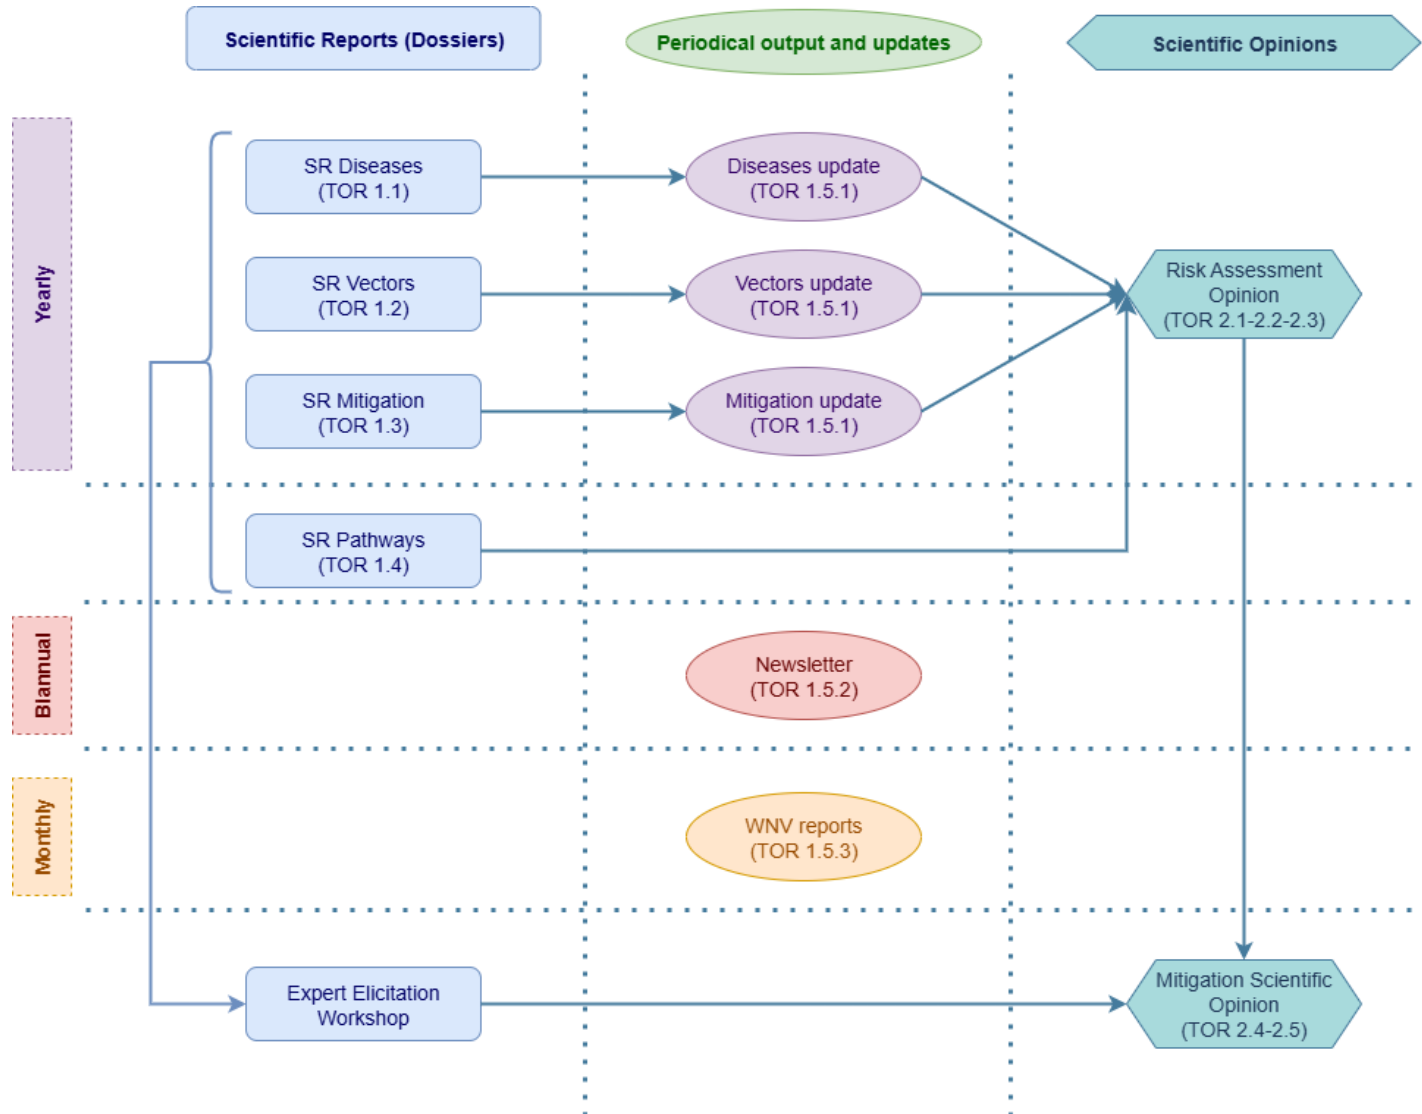 Scientific Reports (Dossiers)
Periodical output and updates
Scientific Opinions
Yearly
SR Diseases
(TOR 1.1)
Diseases update
(TOR 1.5.1)
SR Vectors
(TOR 1.2)
Vectors update
(TOR 1.5.1)
Risk Assessment
Opinion
(TOR 2.1-2.2-2.3)
SR Mitigation
(TOR 1.3)
Mitigation update
(TOR 1.5.1)
SR Pathways
(TOR 1.4)
Biannual
Newsletter
(TOR 1.5.2)
Monthly
WNV reports
(TOR 1.5.3)
Expert Elicitation
Workshop
Mitigation Scientific
Opinion
(TOR 2.4-2.5)